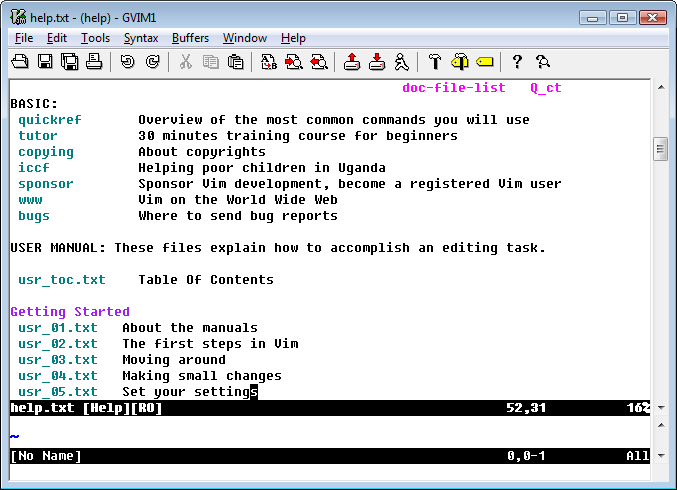 help.txt - (help) - GVIM1
File Edit Tools Syntax Buffers Window Help
doc-file-list Q_ct
BASIC:
quickref Overview of the most common commands you will use
tutor 30 minutes training course for beginners
copying About copyrights
iccf Helping poor children in Uganda
sponsor Sponsor Vim development, become a registered Vim user
www Vim on the World Wide Web
bugs Where to send bug reports
USER MANUAL: These files explain how to accomplish an editing task.
usr_toc.txt Table Of Contents
Getting Started
usr_01.txt About the manuals
usr_02.txt The first steps in Vim
usr_03.txt Moving around
usr_04.txt Making small changes
usr_05.txt Set your settings
help.txt [Help][RO] 52,31 16%
~
[No Name] 0,0-1 All